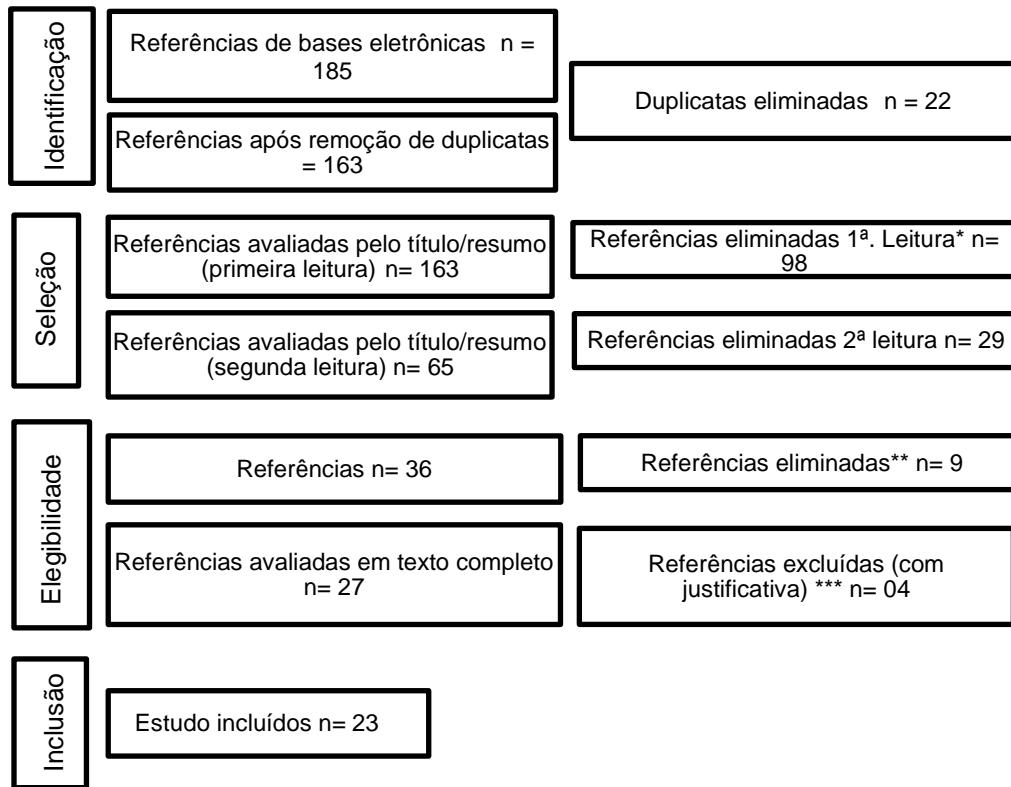 Identificação
Referências de bases eletrônicas n =
185
Duplicatas eliminadas n = 22
Referências após remoção de duplicatas
= 163
Seleção
Referências avaliadas pelo título/resumo
(primeira leitura) n= 163
Referências eliminadas 1ª. Leitura* n=
98
Referências avaliadas pelo título/resumo
(segunda leitura) n= 65
Referências eliminadas 2ª leitura n= 29
Elegibilidade
Referências n= 36
Referências eliminadas** n= 9
Referências avaliadas em texto completo
n= 27
Referências excluídas (com
justificativa) *** n= 04
Inclusão
Estudo incluídos n= 23